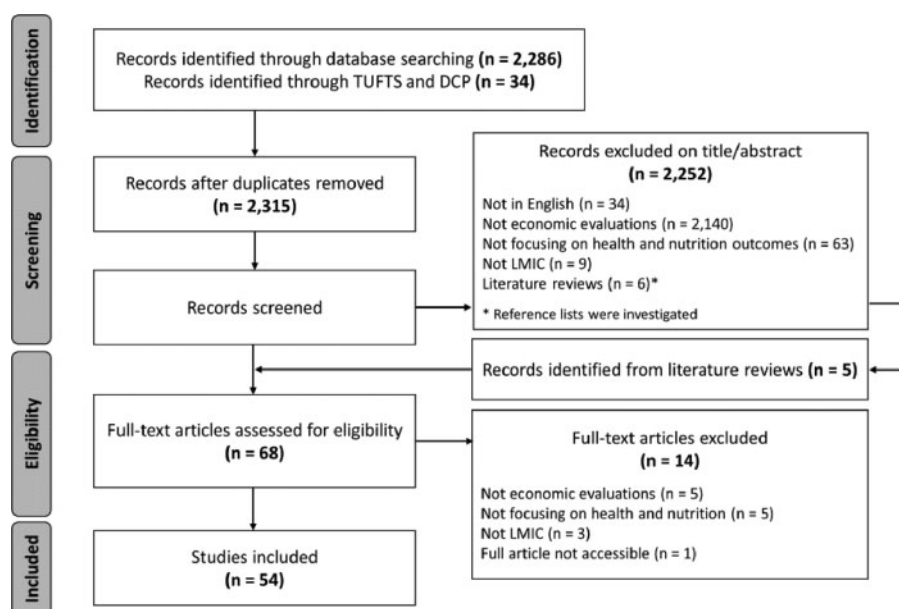 Identification
Records identified through database searching (n = 2,286)
Records identified through TUFTS and DCP (n = 34)
Screening
Records after duplicates removed
(n = 2,315)
Records screened
Records excluded on title/abstract
(n = 2,252)
Not in English (n = 34)
Not economic evaluations (n = 2,140)
Not focusing on health and nutrition outcomes (n = 63)
Not LMIC (n = 9)
Literature reviews (n = 6)*
* Reference lists were investigated
Eligibility
Records identified from literature reviews (n = 5)
Full-text articles assessed for eligibility
(n = 68)
Full-text articles excluded
(n = 14)
Not economic evaluations (n = 5)
Not focusing on health and nutrition (n = 5)
Not LMIC (n = 3)
Full article not accessible (n = 1)
Included
Studies included
(n = 54)